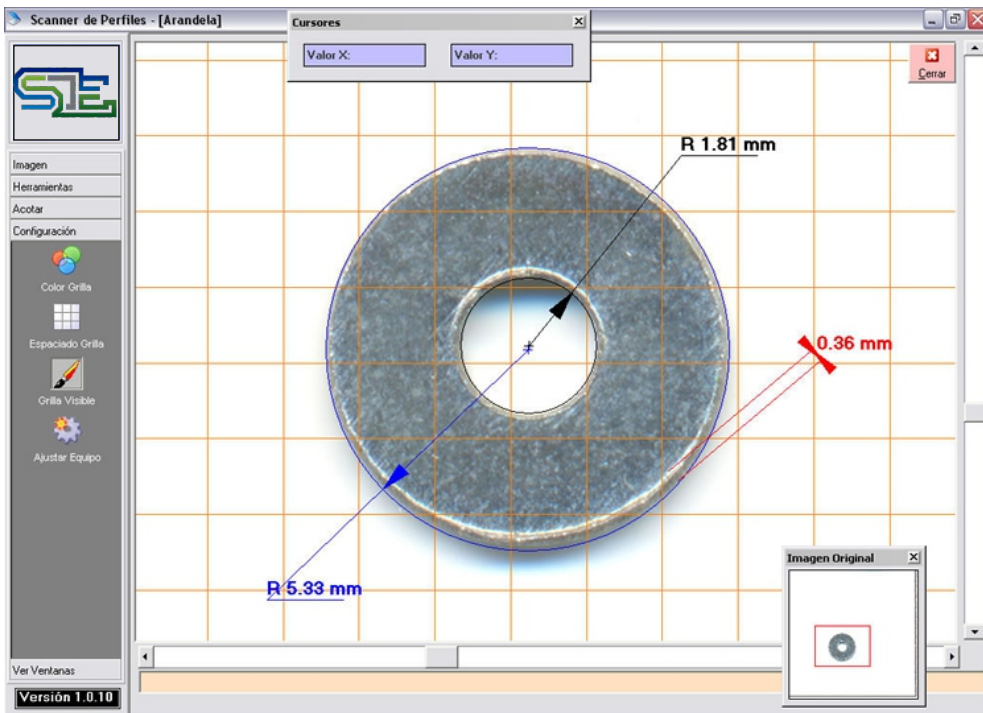 Scanner de Perfiles - [Arandela]
Cursores
Valor X:
Valor Y:
Cerrar
SJE
Imagen
Herramientas
Acotar
Configuración
Color Grilla
Espaciado Grilla
Grilla Visible
Ajustar Equipo
R 1.81 mm
0.36 mm
R 5.33 mm
Imagen Original
Ver Ventanas
Versión 1.0.10